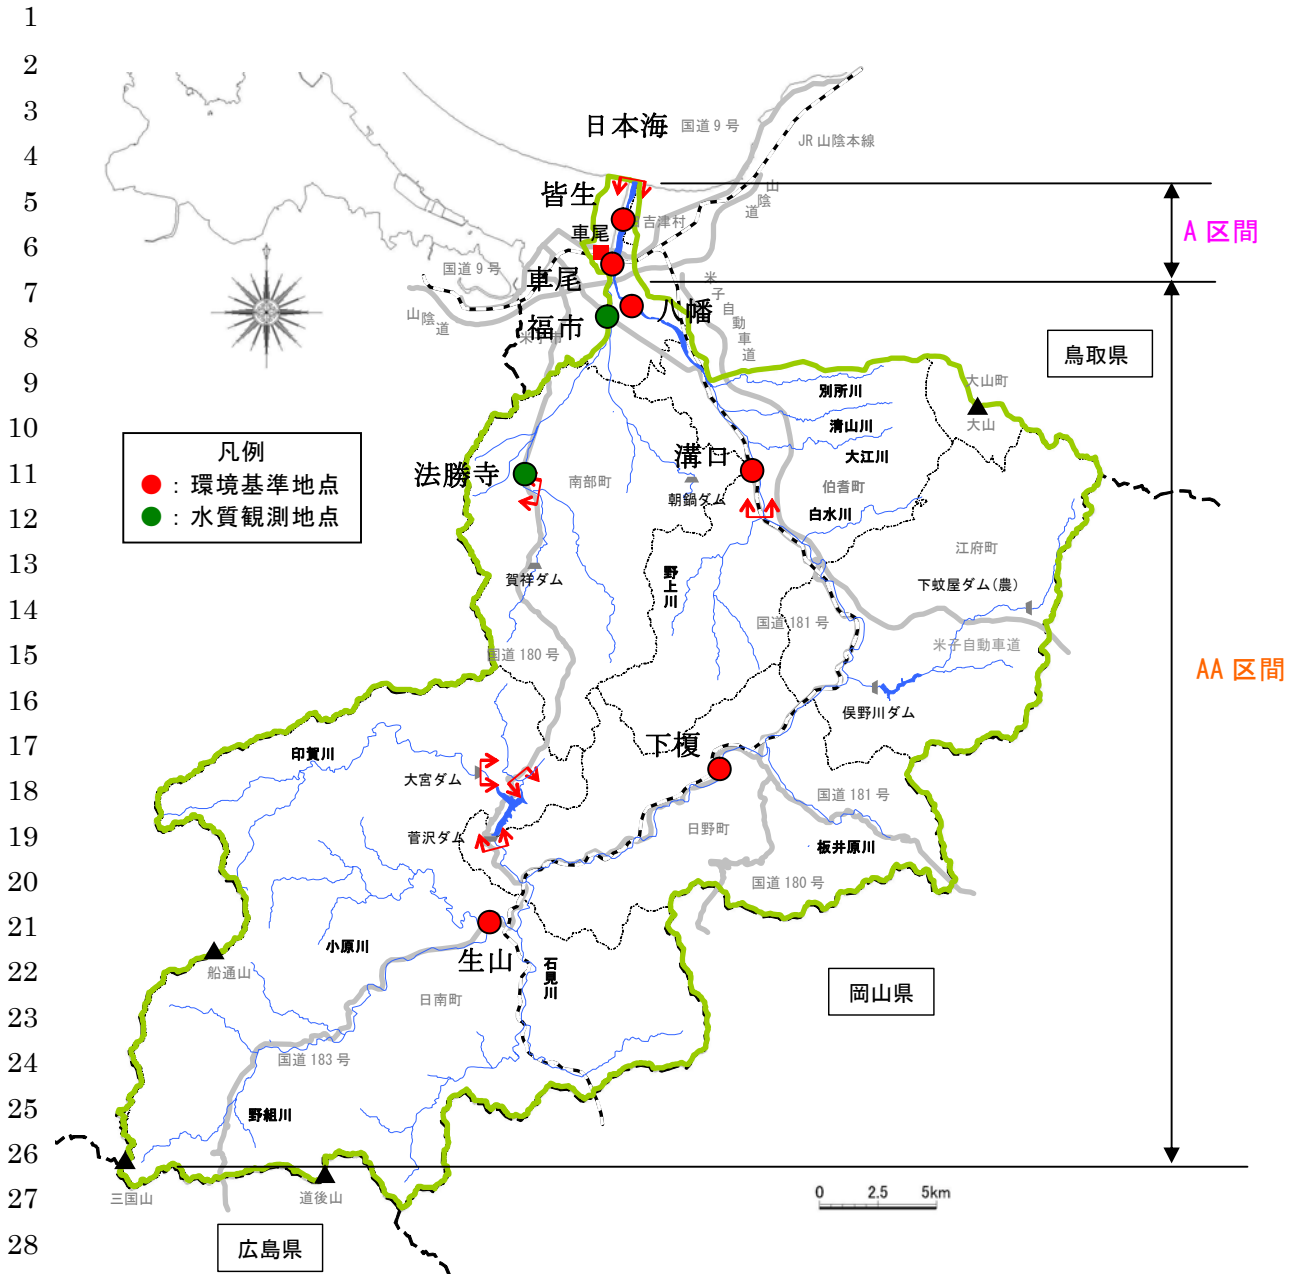 1
2
3
4
5
6
7
8
9
10
11
12
13
14
15
16
17
18
19
20
21
22
23
24
25
26
27
28
日本海
国道9号
JR山陰本線
山陰道
皆生
日吉津村
車尾
A区間
国道9号
車尾
米子自動車道
山陰道
福市
八幡
米子市
鳥取県
別所川
大山町
清山川
大山
大江川
凡例
●：環境基準地点
●：水質観測地点
法勝寺
南部町
溝口
朝鍋ダム
伯耆町
白水川
江府町
賀祥ダム
野上川
下蚊屋ダム(農)
国道181号
国道180号
米子自動車道
AA区間
俣野川ダム
印賀川
下榎
大宮ダム
国道181号
菅沢ダム
日野町
板井原川
国道180号
小原川
生山
石見川
船通山
日南町
岡山県
国道183号
野組川
三国山
道後山
0 2.5 5km
広島県